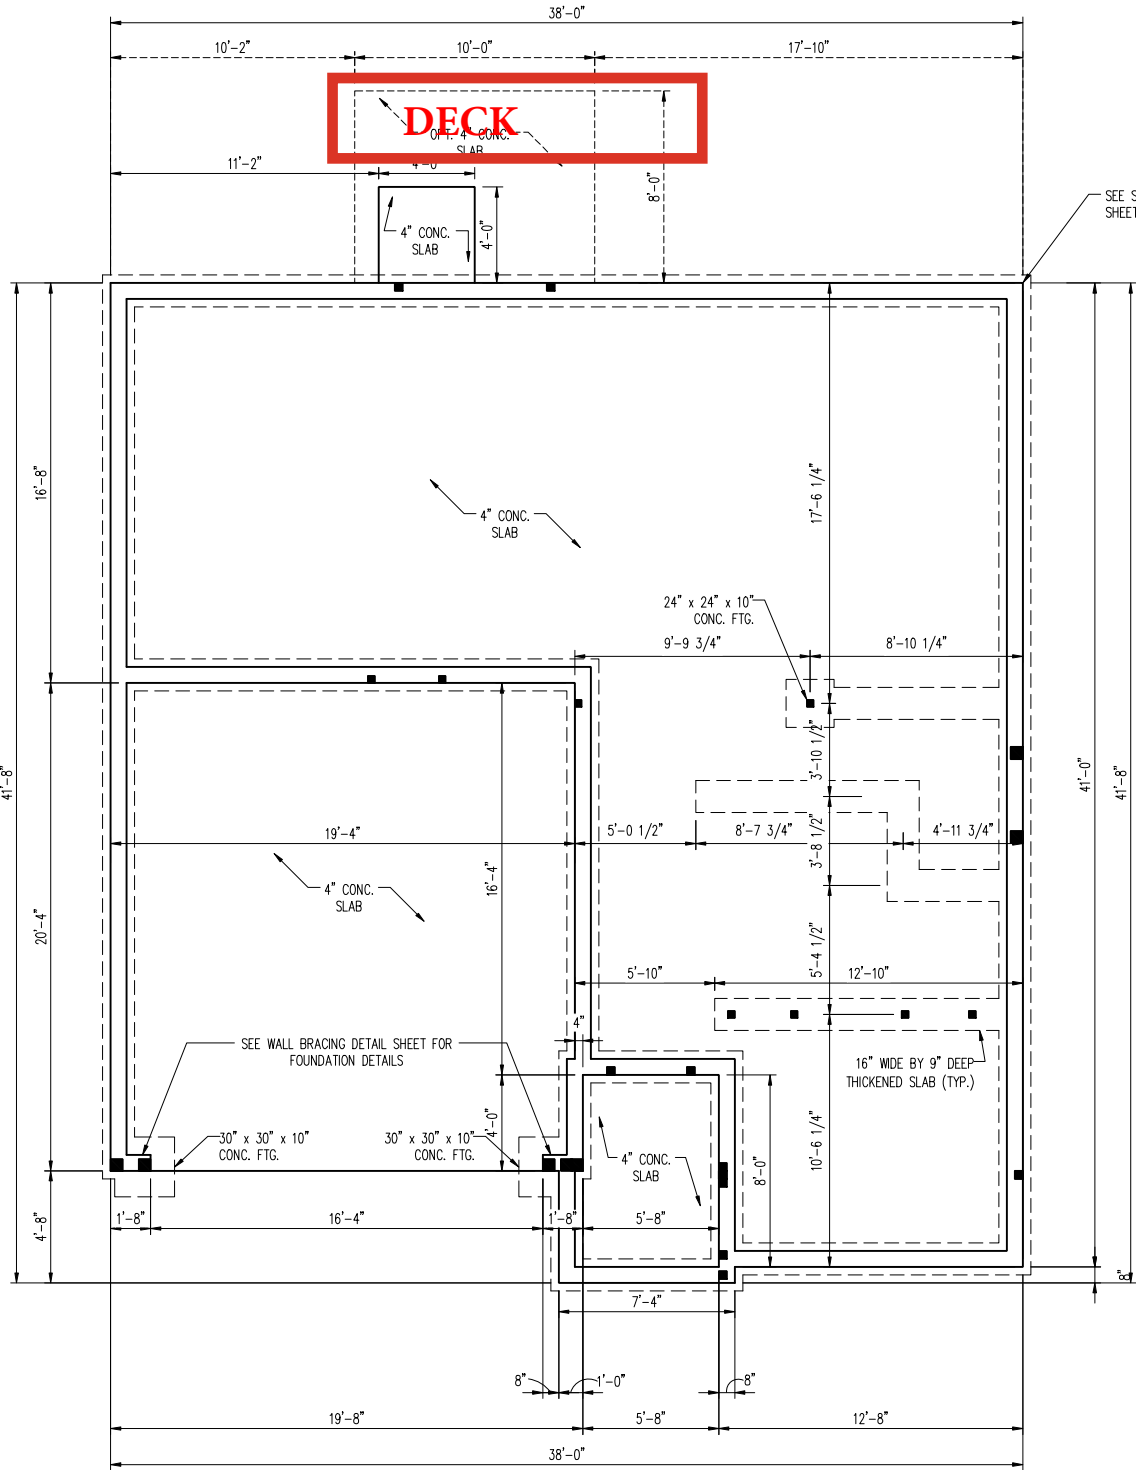 38'-0"
10'-2"
10'-0"
17'-10"
DECK
OPT. 4" CONC.
SLAB
11'-2"
4'-0"
8'-0"
SEE S
SHEET
4" CONC.
SLAB
4'-0"
16'-8"
17'-6 1/4"
4" CONC.
SLAB
24" x 24" x 10"
CONC. FTG.
9'-9 3/4"
8'-10 1/4"
3'-10 1/2"
41'-8"
41'-0"
41'-8"
19'-4"
5'-0 1/2"
8'-7 3/4"
4'-11 3/4"
3'-8 1/2"
16'-4"
4" CONC.
SLAB
20'-4"
5'-4 1/2"
5'-10"
12'-10"
4"
SEE WALL BRACING DETAIL SHEET FOR
FOUNDATION DETAILS
16" WIDE BY 9" DEEP
THICKENED SLAB (TYP.)
4'-0"
30" x 30" x 10"
CONC. FTG.
30" x 30" x 10"
CONC. FTG.
10'-6 1/4"
4" CONC.
SLAB
8'-0"
4'-8"
1'-8"
16'-4"
1'-8"
5'-8"
8"
7'-4"
8"
1'-0"
8"
19'-8"
5'-8"
12'-8"
38'-0"